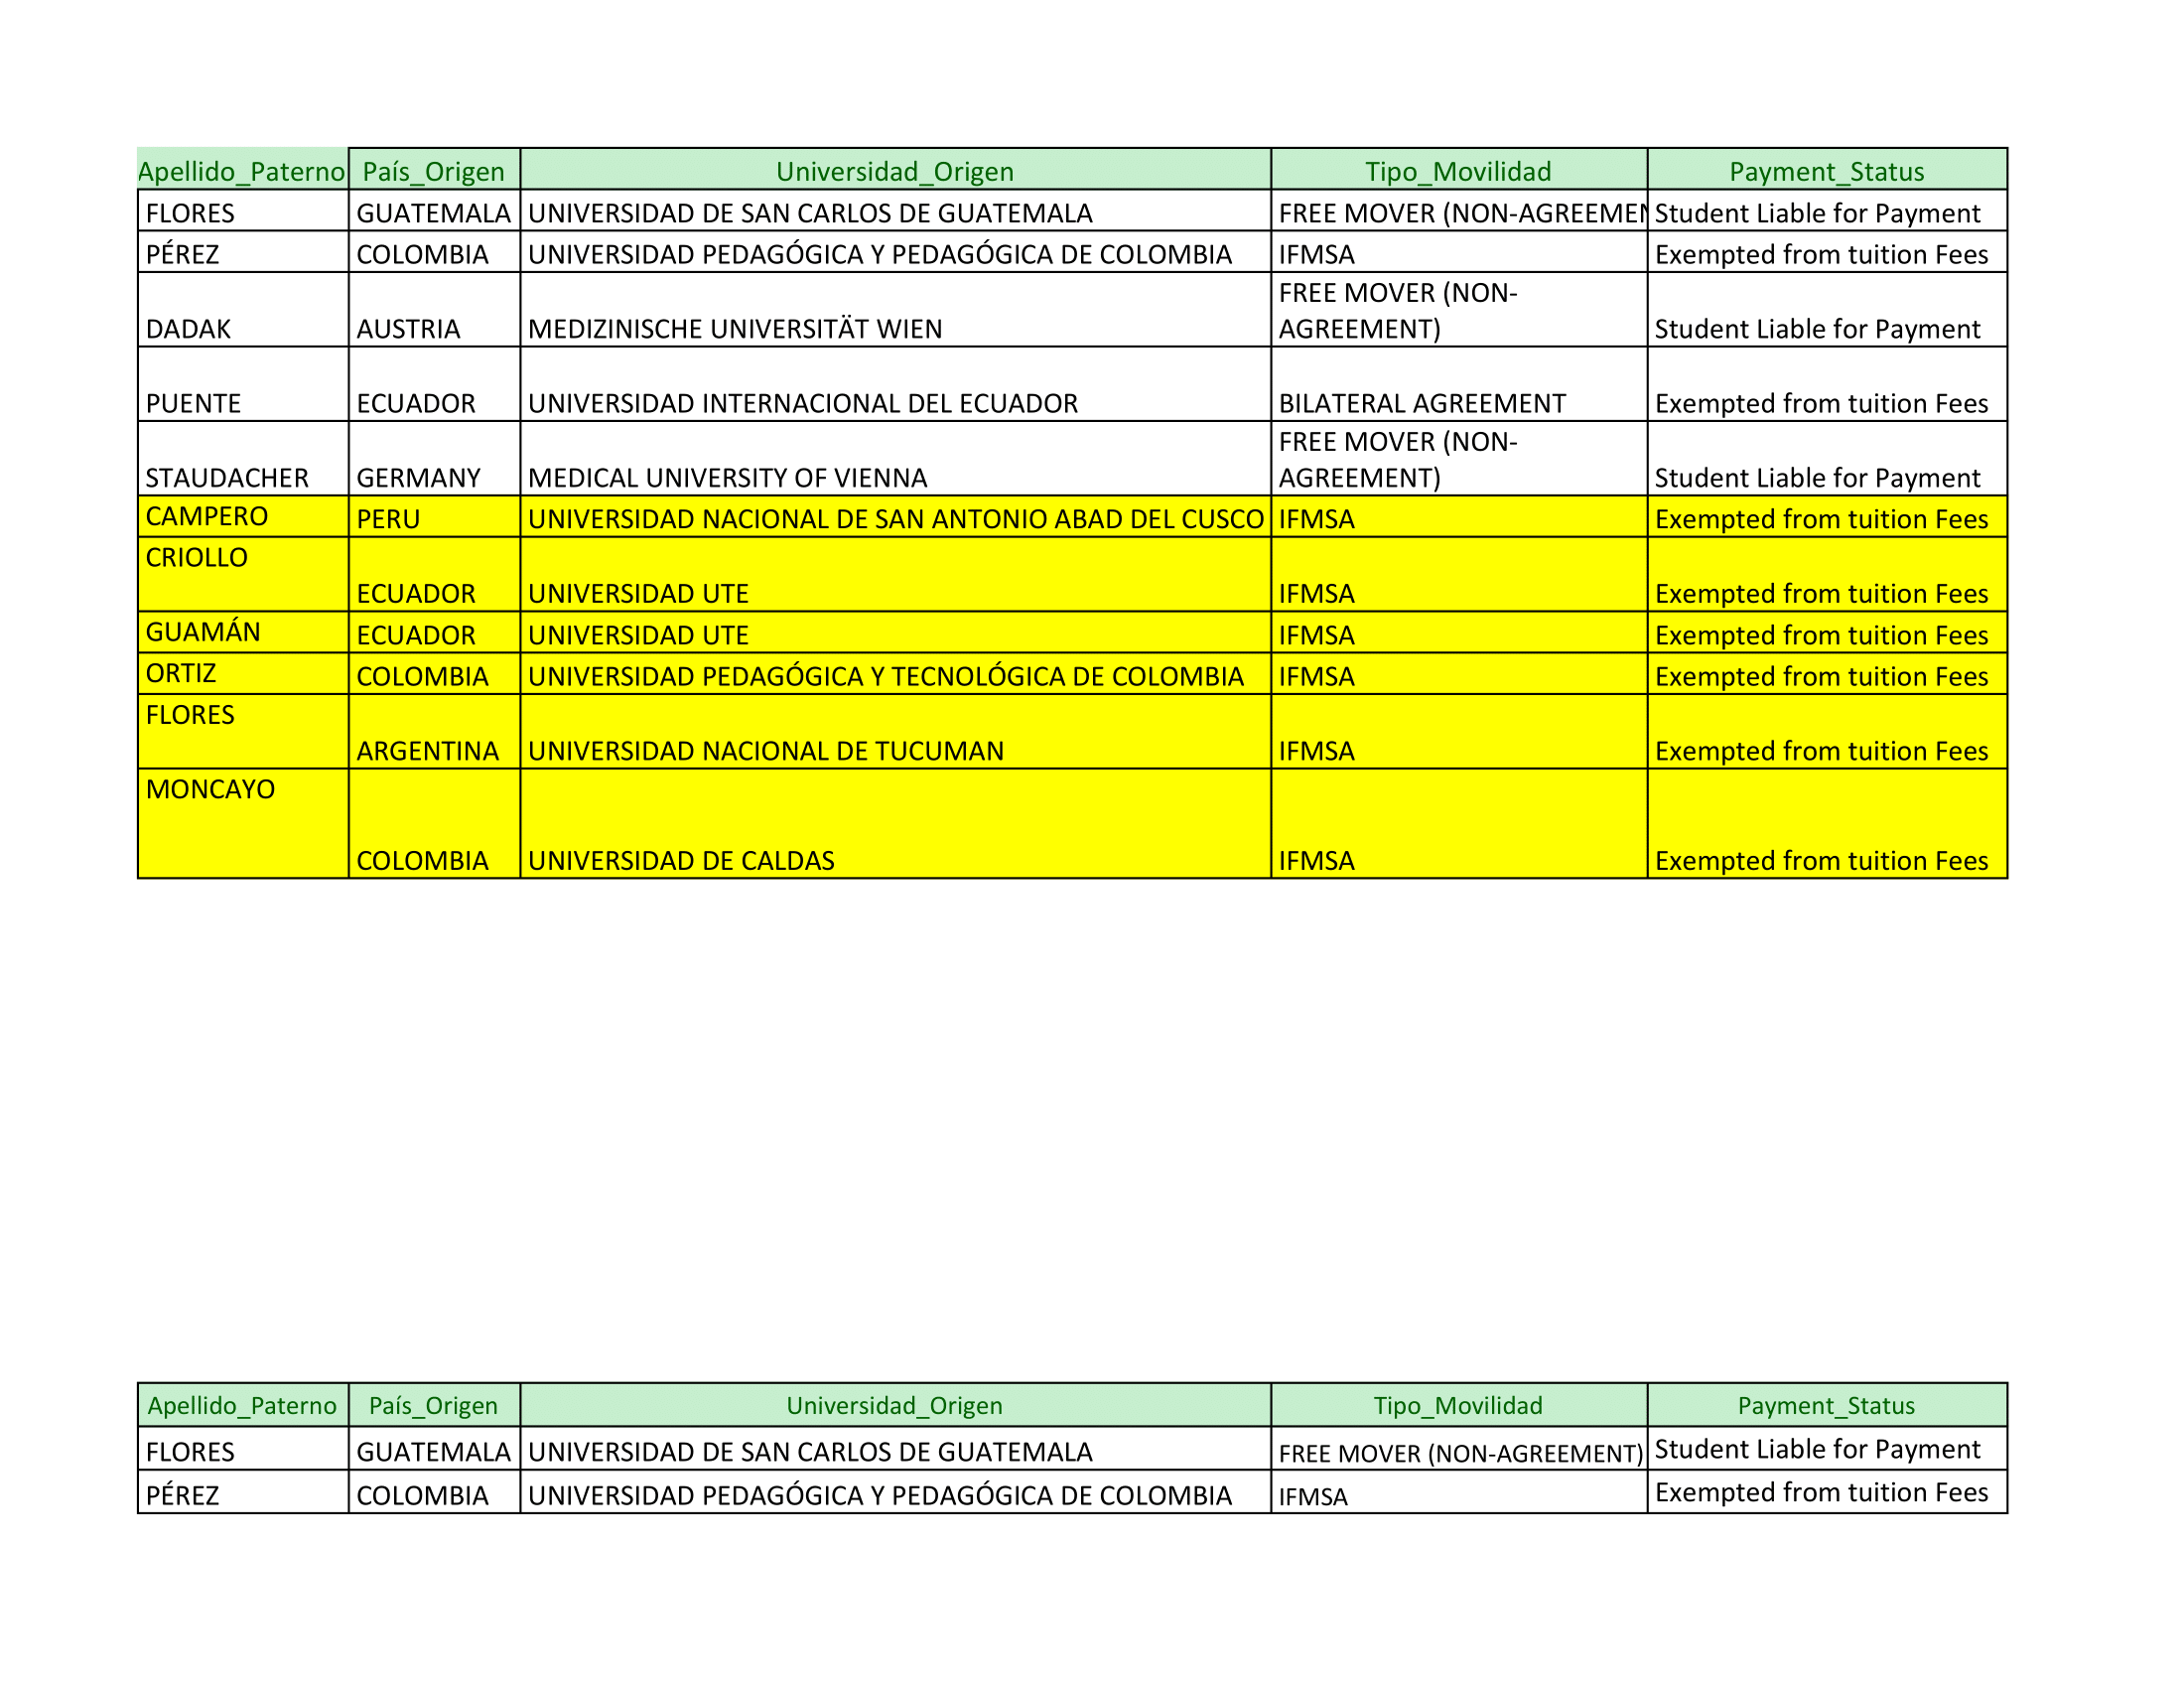 Apellido_Paterno País_Origen Universidad_Origen Tipo_Movilidad Payment_Status
FLORES GUATEMALA UNIVERSIDAD DE SAN CARLOS DE GUATEMALA FREE MOVER (NON-AGREEMEN Student Liable for Payment
PÉREZ COLOMBIA UNIVERSIDAD PEDAGÓGICA Y PEDAGÓGICA DE COLOMBIA IFMSA Exempted from tuition Fees
FREE MOVER (NON-
DADAK AUSTRIA MEDIZINISCHE UNIVERSITÄT WIEN AGREEMENT) Student Liable for Payment
PUENTE ECUADOR UNIVERSIDAD INTERNACIONAL DEL ECUADOR BILATERAL AGREEMENT Exempted from tuition Fees
FREE MOVER (NON-
STAUDACHER GERMANY MEDICAL UNIVERSITY OF VIENNA AGREEMENT) Student Liable for Payment
CAMPERO PERU UNIVERSIDAD NACIONAL DE SAN ANTONIO ABAD DEL CUSCO IFMSA Exempted from tuition Fees
CRIOLLO
ECUADOR UNIVERSIDAD UTE IFMSA Exempted from tuition Fees
GUAMÁN ECUADOR UNIVERSIDAD UTE IFMSA Exempted from tuition Fees
ORTIZ COLOMBIA UNIVERSIDAD PEDAGÓGICA Y TECNOLÓGICA DE COLOMBIA IFMSA Exempted from tuition Fees
FLORES
ARGENTINA UNIVERSIDAD NACIONAL DE TUCUMAN IFMSA Exempted from tuition Fees
MONCAYO
COLOMBIA UNIVERSIDAD DE CALDAS IFMSA Exempted from tuition Fees
Apellido_Paterno País_Origen Universidad_Origen Tipo_Movilidad Payment_Status
FLORES GUATEMALA UNIVERSIDAD DE SAN CARLOS DE GUATEMALA FREE MOVER (NON-AGREEMENT) Student Liable for Payment
PÉREZ COLOMBIA UNIVERSIDAD PEDAGÓGICA Y PEDAGÓGICA DE COLOMBIA IFMSA Exempted from tuition Fees